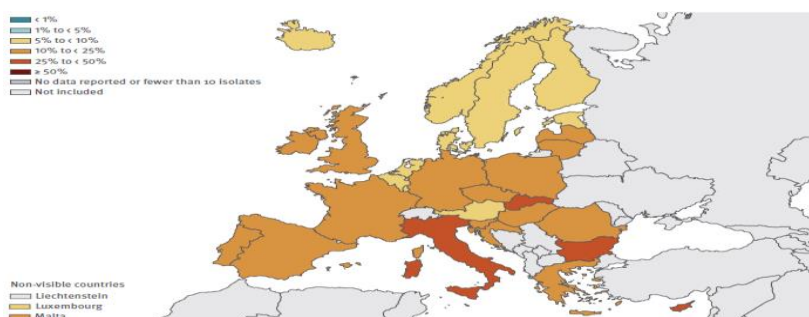 < 1%
1% to < 5%
5% to < 10%
10% to < 25%
25% to < 50%
≥ 50%
No data reported or fewer than 10 isolates
Not included
Non-visible countries
Liechtenstein
Luxembourg
Malta